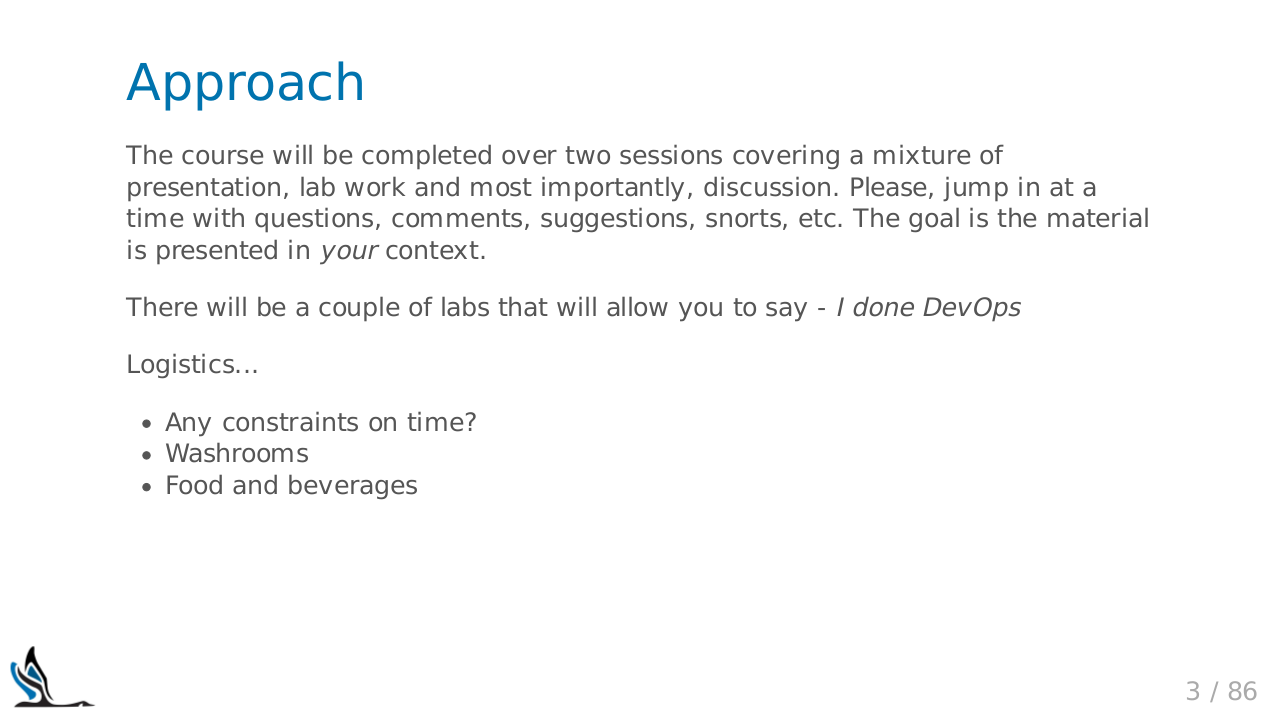 Approach
The course will be completed over two sessions covering a mixture of
presentation, lab work and most importantly, discussion. Please, jump in at a
time with questions, comments, suggestions, snorts, etc. The goal is the material
is presented in your context.
There will be a couple of labs that will allow you to say - I done DevOps
Logistics...
• Any constraints on time?
• Washrooms
• Food and beverages
3 / 86